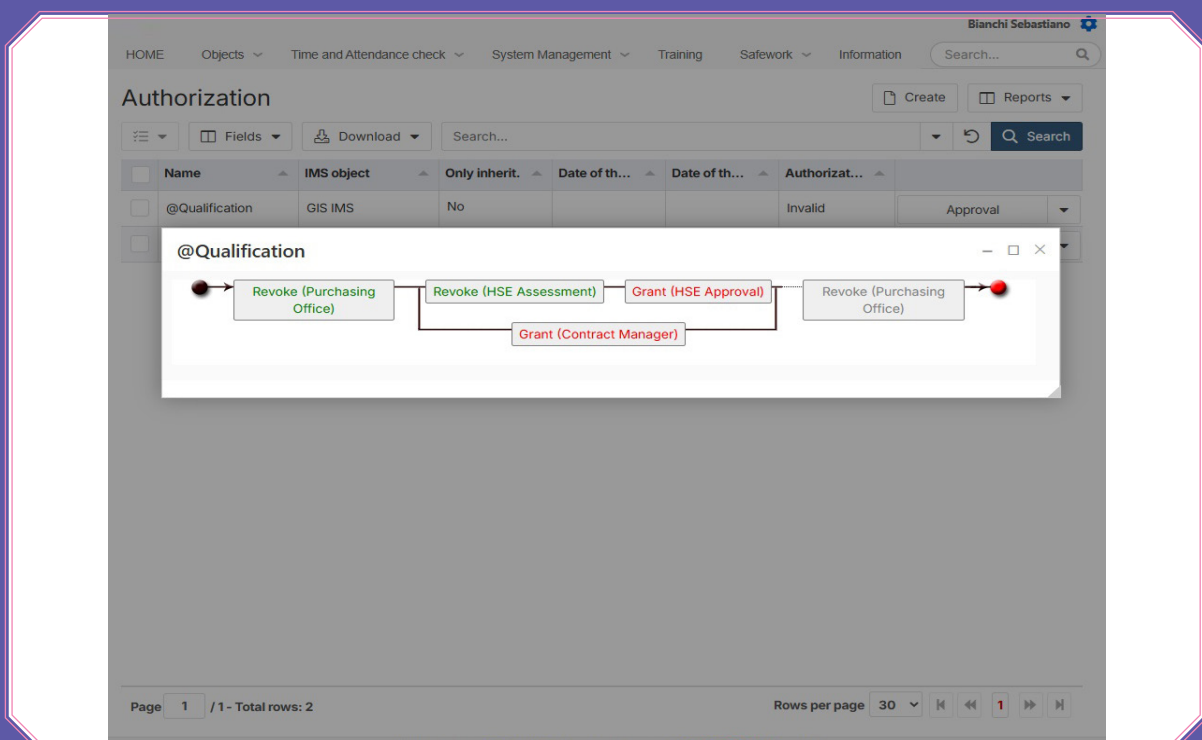 Bianchi Sebastiano
HOME Objects Time and Attendance check System Management Training Safework Information Search...
Authorization
Create Reports
Fields Download Search... Search
Name IMS object Only inherit. Date of th... Date of th... Authorizat...
@Qualification GIS IMS No Invalid Approval
@Qualification
Revoke (Purchasing Office) Revoke (HSE Assessment) Grant (HSE Approval) Revoke (Purchasing Office)
Grant (Contract Manager)
Page 1 / 1 - Total rows: 2 Rows per page 30 1